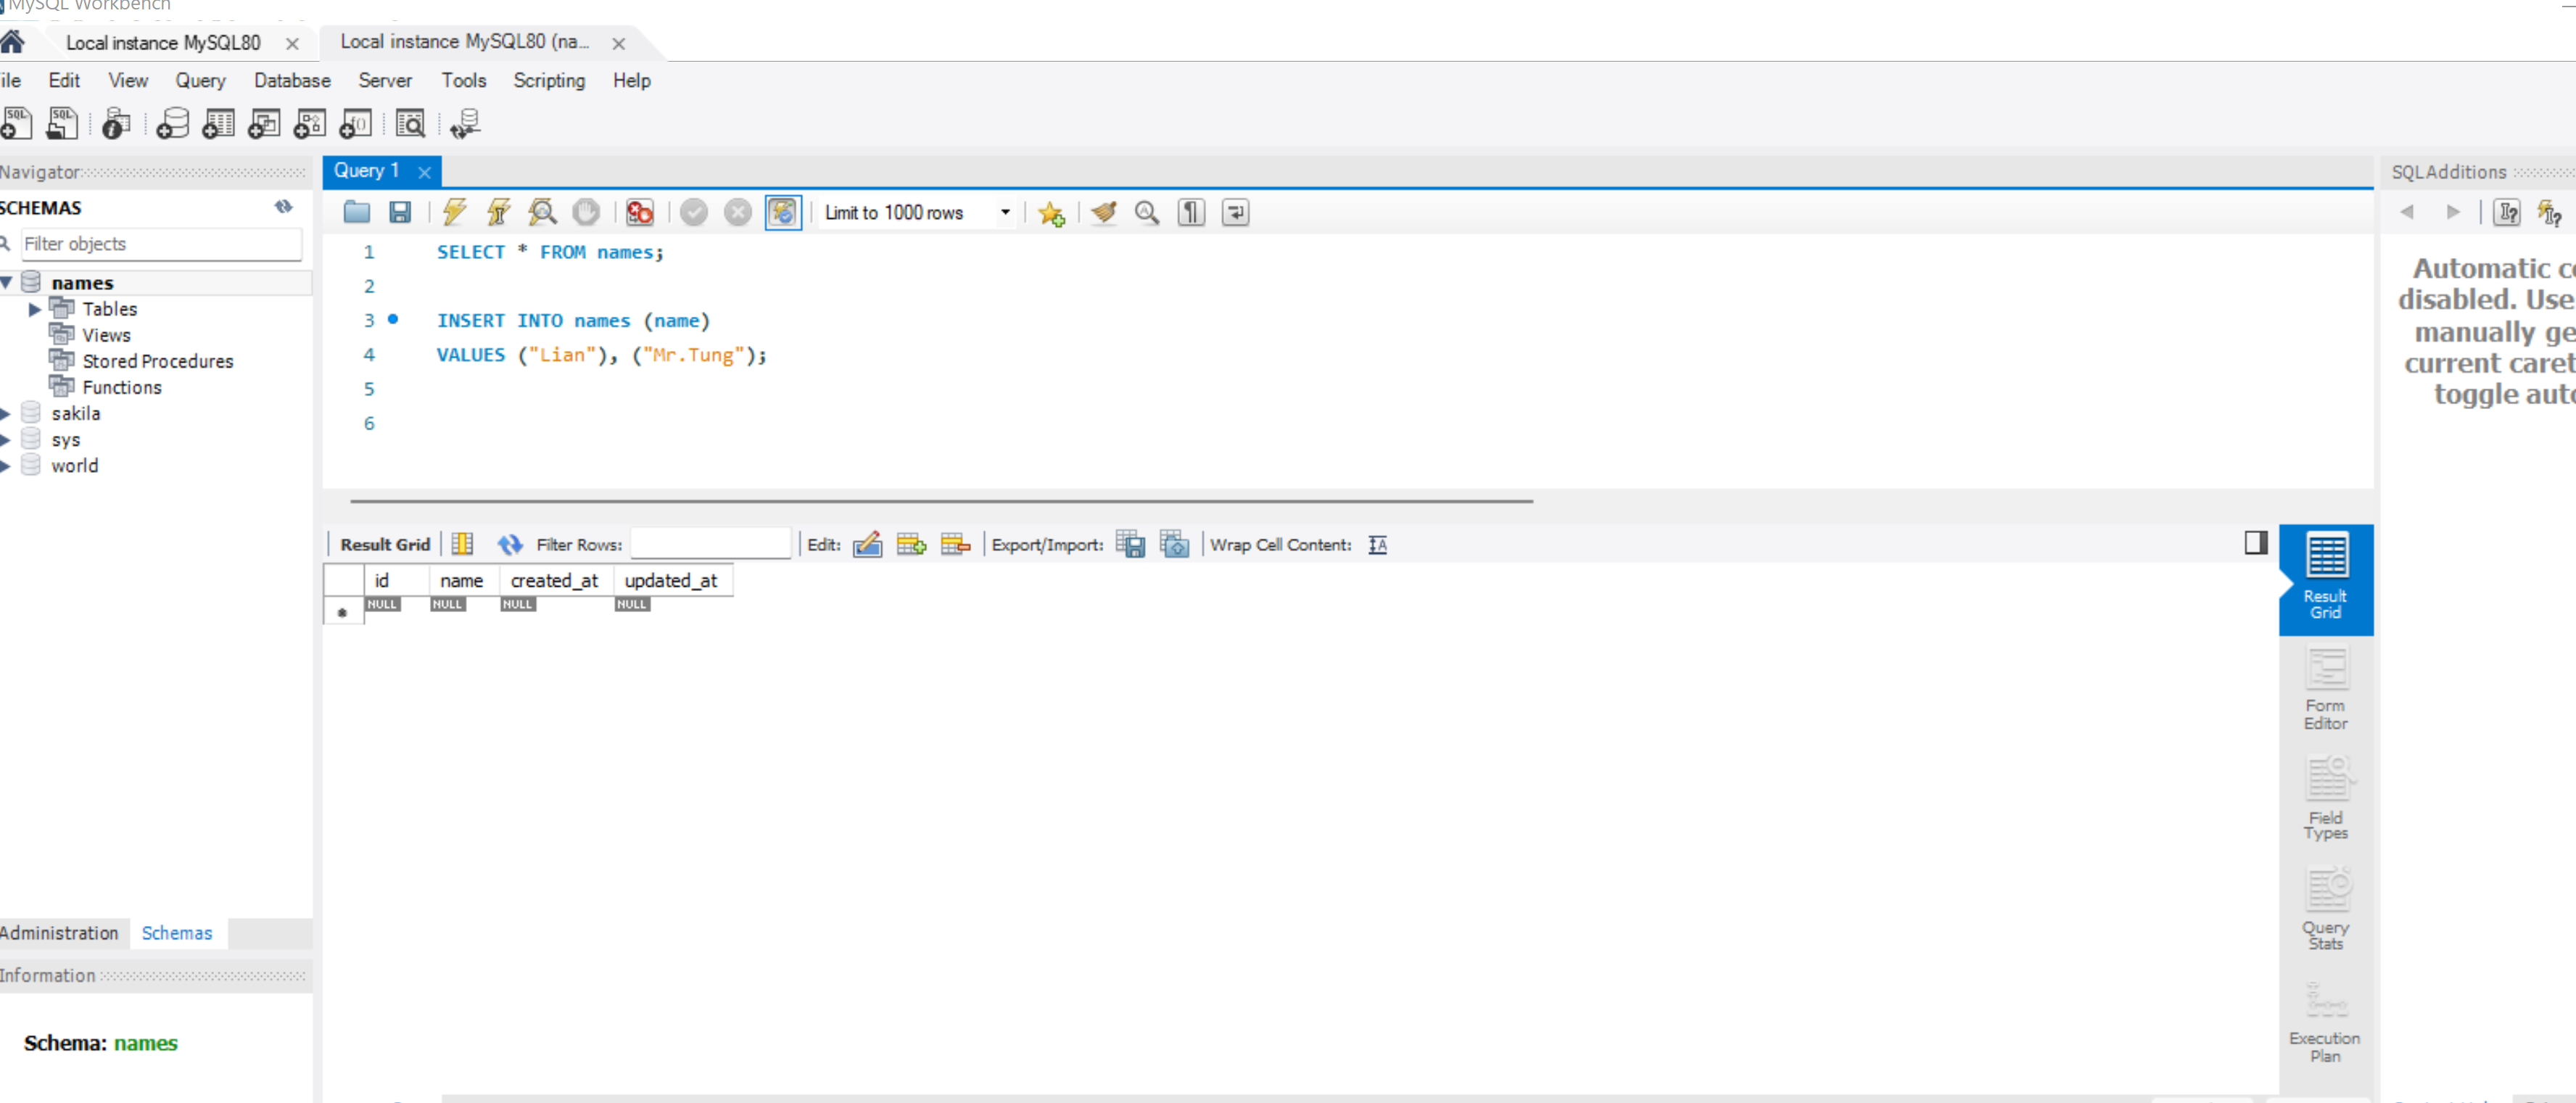 MySQL Workbench
Local instance MySQL80
Local instance MySQL80 (na...
ile Edit View Query Database Server Tools Scripting Help
Navigator
SCHEMAS
Filter objects
names
Tables
Views
Stored Procedures
Functions
sakila
sys
world
Administration Schemas
Information
Schema: names
Query 1
Limit to 1000 rows
1 SELECT * FROM names;
2
3 INSERT INTO names (name)
4 VALUES ("Lian"), ("Mr.Tung");
5
6
Result Grid Filter Rows: Edit: Export/Import: Wrap Cell Content:
id name created_at updated_at
NULL NULL NULL NULL
Result
Grid
Form
Editor
Field
Types
Query
Stats
Execution
Plan
SQLAdditions
Automatic c
disabled. Use
manually ge
current caret
toggle aut